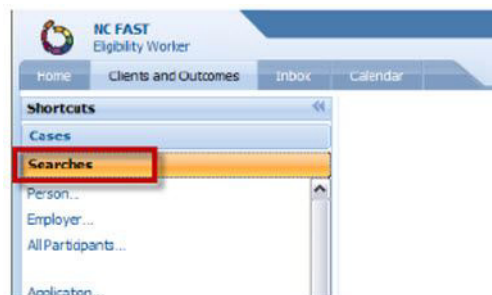 NC FAST
Eligibility Worker
Home Clients and Outcomes Inbox Calendar
Shortcuts
Cases
Searches
Person...
Employer...
All Participants...
Application...